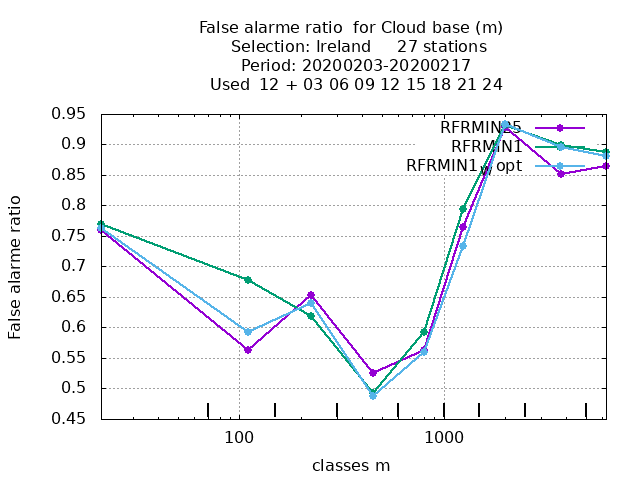 False alarme ratio for Cloud base (m)
Selection: Ireland 27 stations
Period: 20200203-20200217
Used 12 + 03 06 09 12 15 18 21 24
0.95
0.9
0.85
0.8
0.75
0.7
0.65
0.6
0.55
0.5
0.45
100
1000
False alarme ratio
classes m
RFRMIN15
RFRMIN1
RFRMIN1
opt